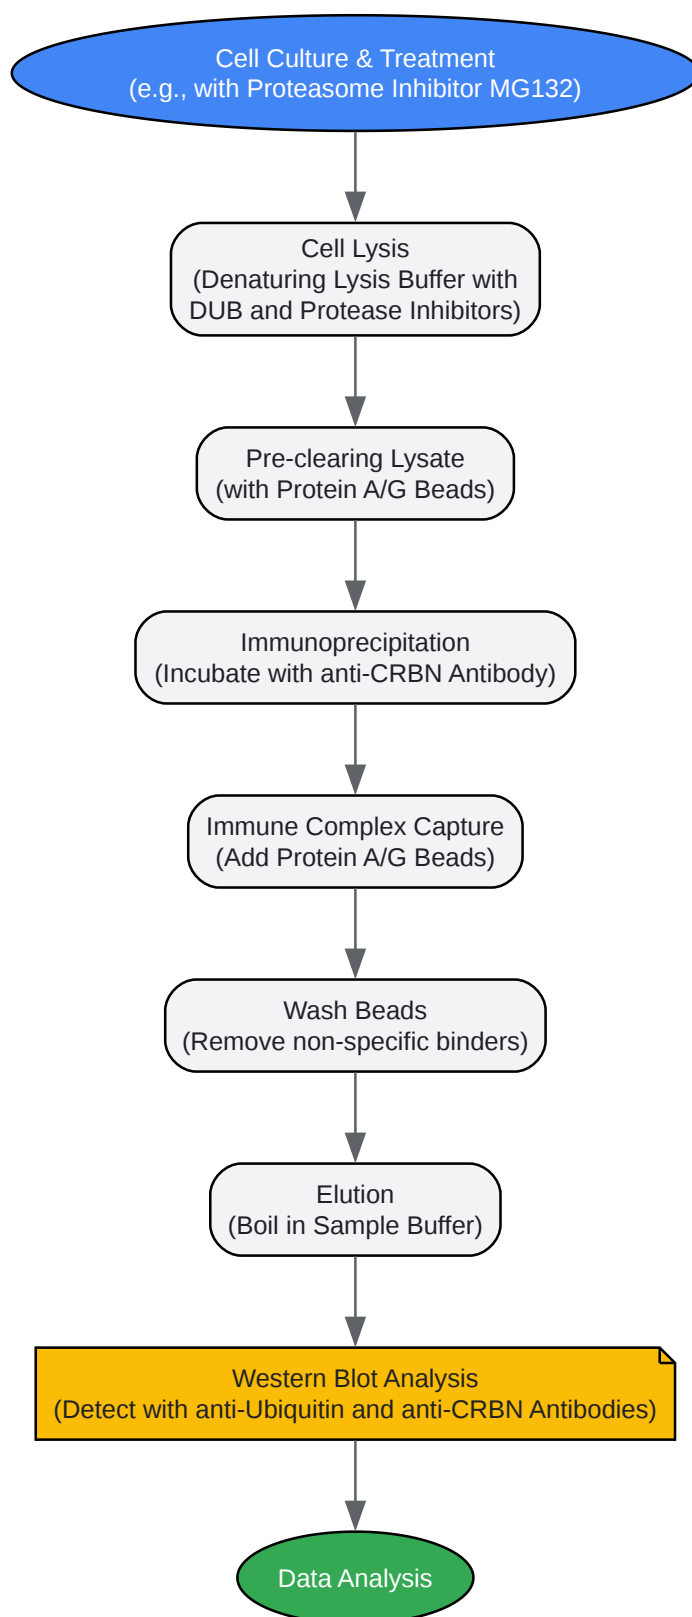 Cell Culture & Treatment
(e.g., with Proteasome Inhibitor MG132)
Cell Lysis
(Denaturing Lysis Buffer with
DUB and Protease Inhibitors)
Pre-clearing Lysate
(with Protein A/G Beads)
Immunoprecipitation
(Incubate with anti-CRBN Antibody)
Immune Complex Capture
(Add Protein A/G Beads)
Wash Beads
(Remove non-specific binders)
Elution
(Boil in Sample Buffer)
Western Blot Analysis
(Detect with anti-Ubiquitin and anti-CRBN Antibodies)
Data Analysis